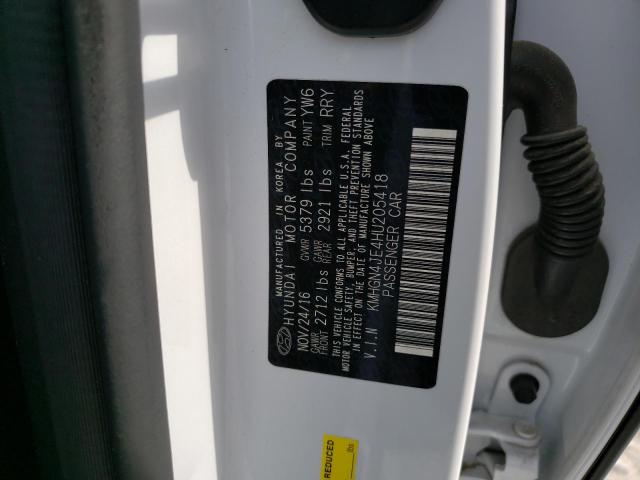 MANUFACTURED IN KOREA BY
HYUNDAI MOTOR COMPANY
NOV/24/16 GVWR 5379 lbs PAINT YW6
GAWR FRONT 2712 lbs GAWR REAR 2921 lbs TRIM RRY
THIS VEHICLE CONFORMS TO ALL APPLICABLE U.S.A. FEDERAL
MOTOR VEHICLE SAFETY, BUMPER, AND THEFT PREVENTION STANDARDS
IN EFFECT ON THE DATE OF MANUFACTURE SHOWN ABOVE
V.I.N KMHGN4JE4HU205418
PASSENGER CAR
REDUCED
lbs